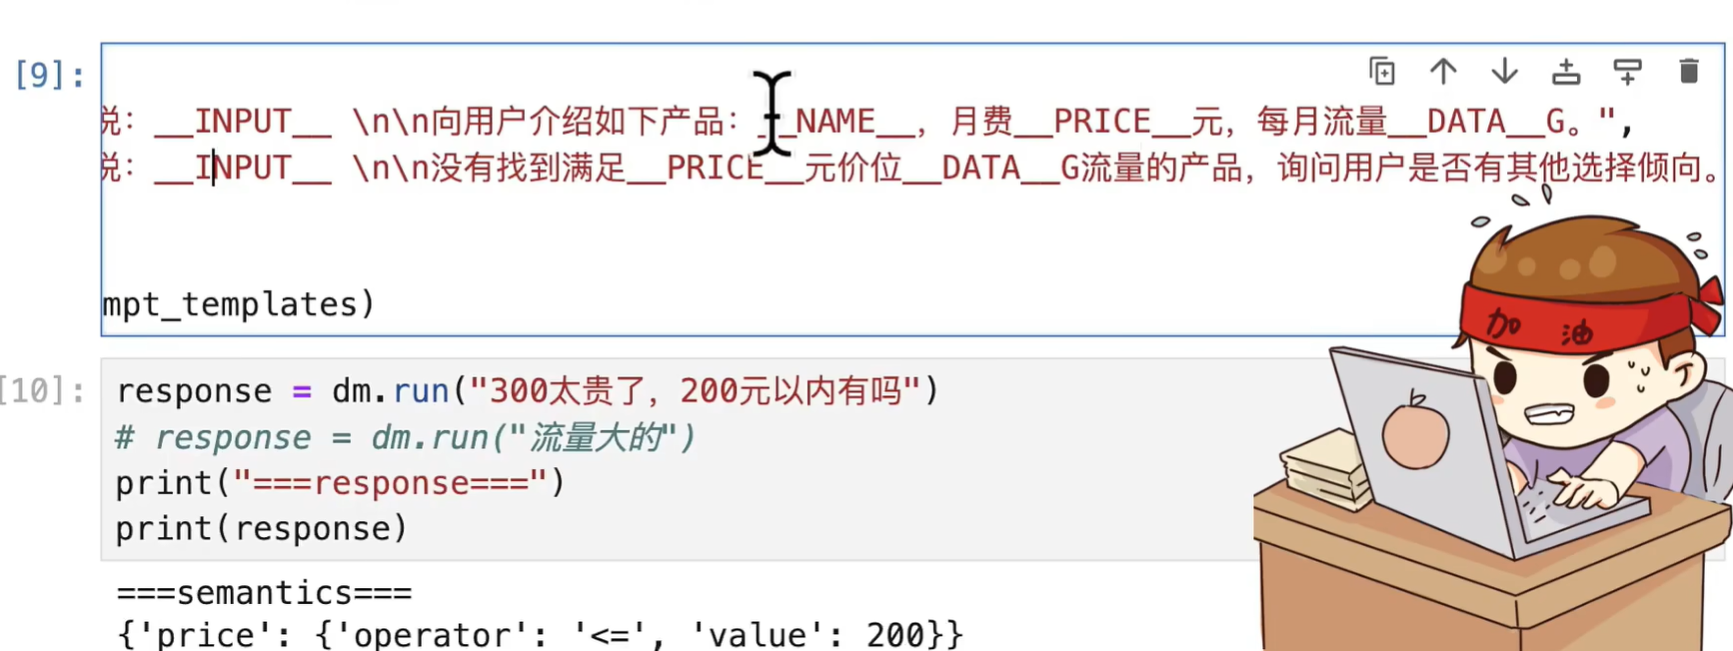 [9]:
说：__INPUT__ \n\n向用户介绍如下产品：__NAME__，月费__PRICE__元，每月流量__DATA__G。",
说：__INPUT__ \n\n没有找到满足__PRICE__元价位__DATA__G流量的产品，询问用户是否有其他选择倾向。
mpt_templates)
加油
[10]:
response = dm.run("300太贵了，200元以内有吗")
# response = dm.run("流量大的")
print("===response===")
print(response)
===semantics===
{'price': {'operator': '<=', 'value': 200}}